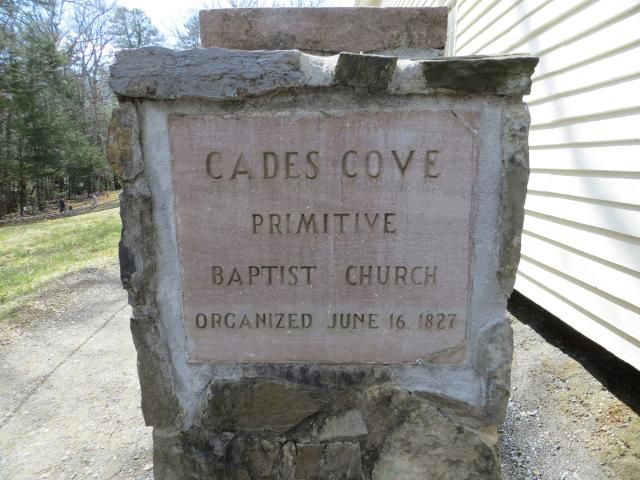 CADES COVE
PRIMITIVE
BAPTIST CHURCH
ORGANIZED JUNE 16, 1827